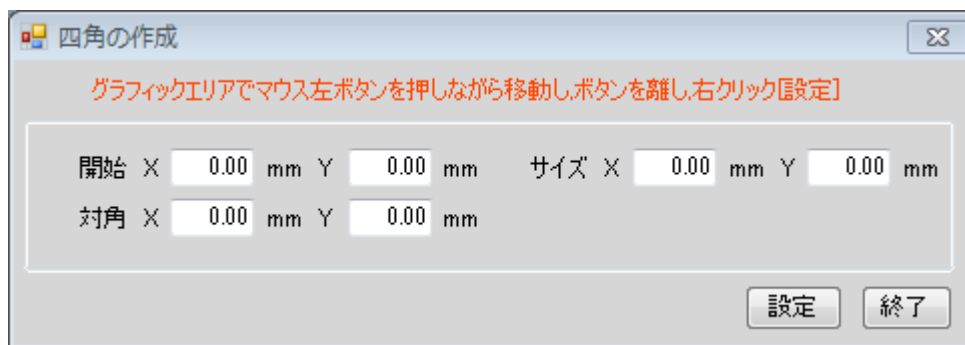 四角の作成
グラフィックエリアでマウス左ボタンを押しながら移動し,ボタンを離し,右クリック[設定]
開始 X 0.00 mm Y 0.00 mm サイズ X 0.00 mm Y 0.00 mm
対角 X 0.00 mm Y 0.00 mm
設定 終了